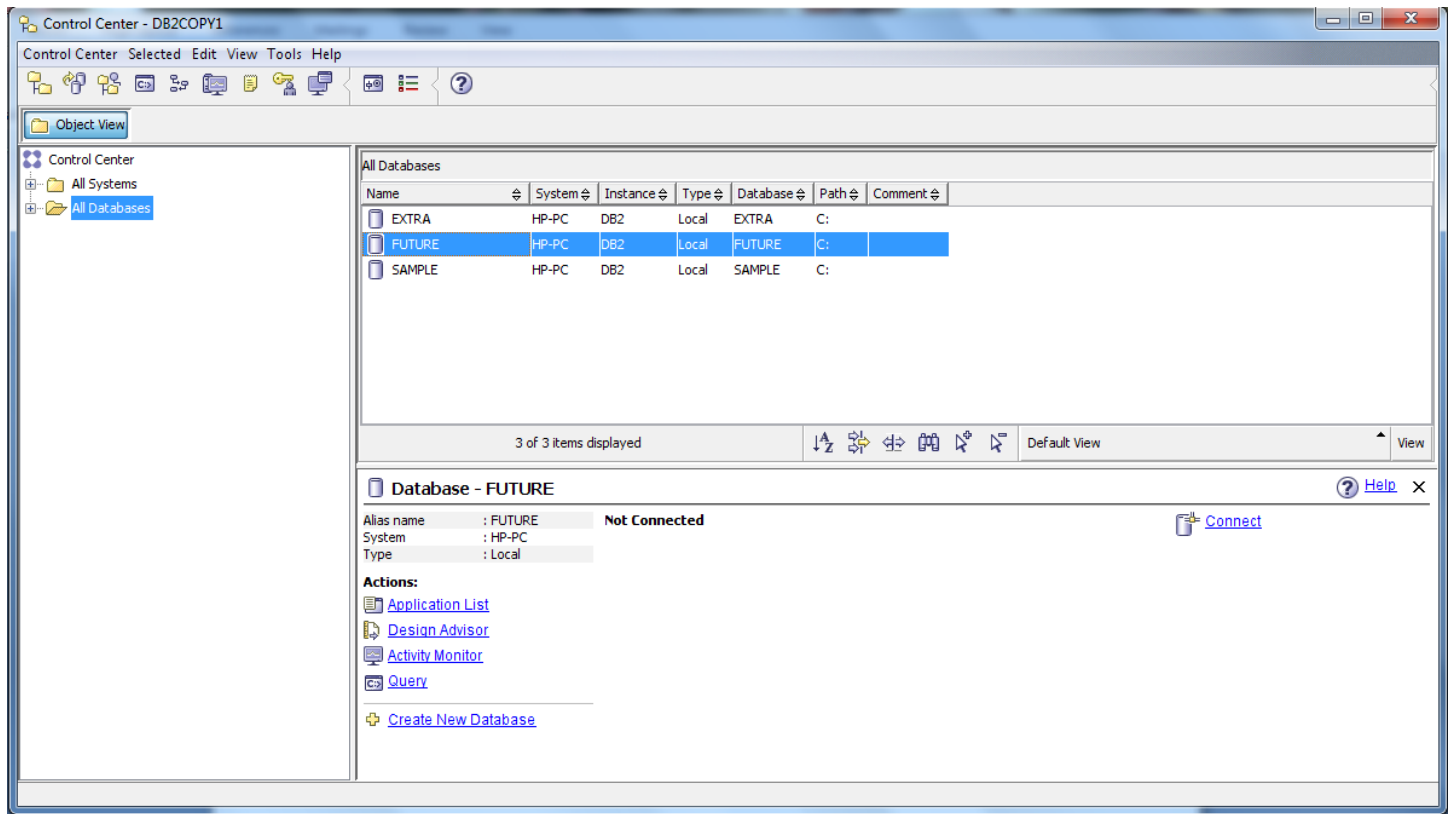 Control Center - DB2COPY1
Control Center Selected Edit View Tools Help
Object View
Control Center
All Systems
All Databases
All Databases
Name System Instance Type Database Path Comment
EXTRA HP-PC DB2 Local EXTRA C:
FUTURE HP-PC DB2 Local FUTURE C:
SAMPLE HP-PC DB2 Local SAMPLE C:
3 of 3 items displayed
Default View
View
Database - FUTURE
Help
Alias name : FUTURE
System : HP-PC
Type : Local
Not Connected
Connect
Actions:
Application List
Design Advisor
Activity Monitor
Query
Create New Database